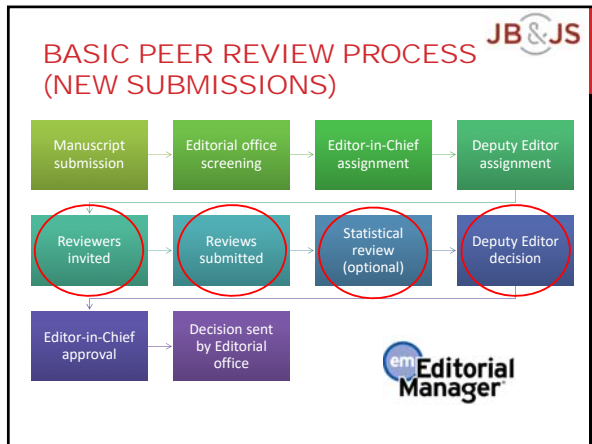 JB&JS
BASIC PEER REVIEW PROCESS
(NEW SUBMISSIONS)
Manuscript
submission
Editorial office
screening
Editor-in-Chief
assignment
Deputy Editor
assignment
Reviewers
invited
Reviews
submitted
Statistical
review
(optional)
Deputy Editor
decision
Editor-in-Chief
approval
Decision sent
by Editorial
office
em Editorial
Manager®